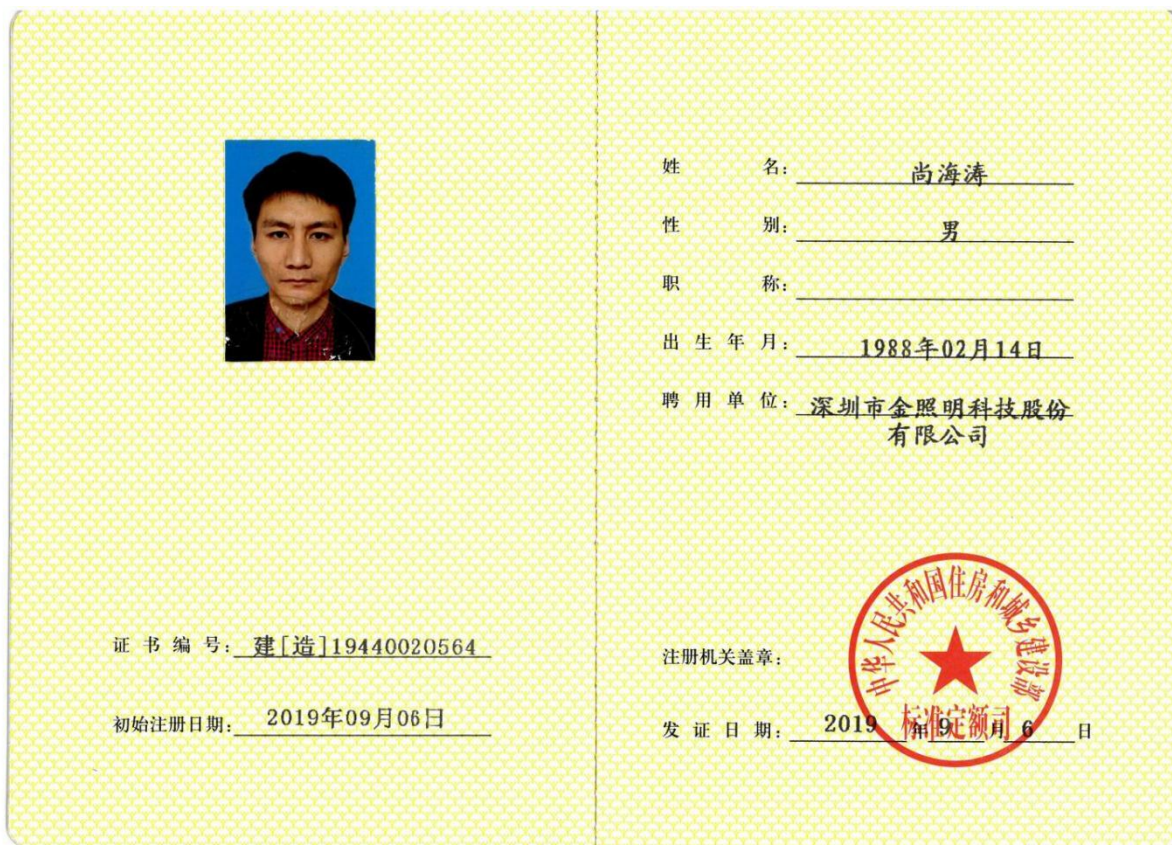 证书编号：建[造]19440020564
初始注册日期：2019年09月06日
姓名：尚海涛
性别：男
职称：
出生年月：1988年02月14日
聘用单位：深圳市金照明科技股份
有限公司
注册机关盖章：
中华人民共和国住房和城乡建设部
标准定额司
发证日期：2019年9月6日